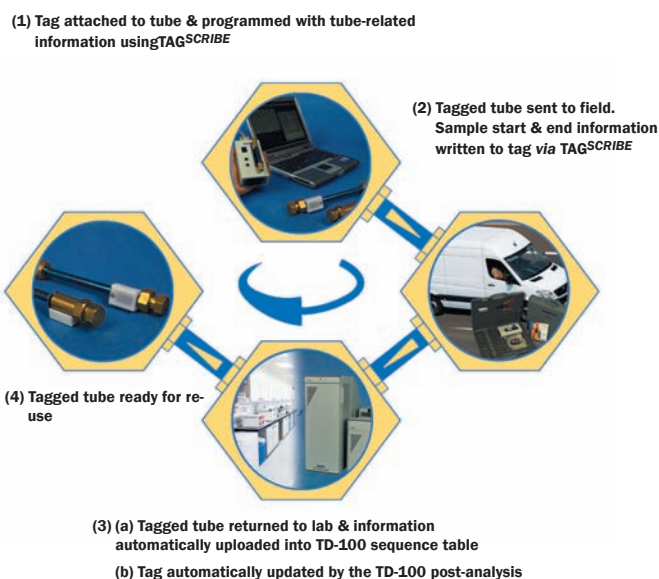 (1) Tag attached to tube & programmed with tube-related
information usingTAGSCRIBE
(2) Tagged tube sent to field.
Sample start & end information
written to tag via TAGSCRIBE
(4) Tagged tube ready for re-
use
(3) (a) Tagged tube returned to lab & information
automatically uploaded into TD-100 sequence table
(b) Tag automatically updated by the TD-100 post-analysis